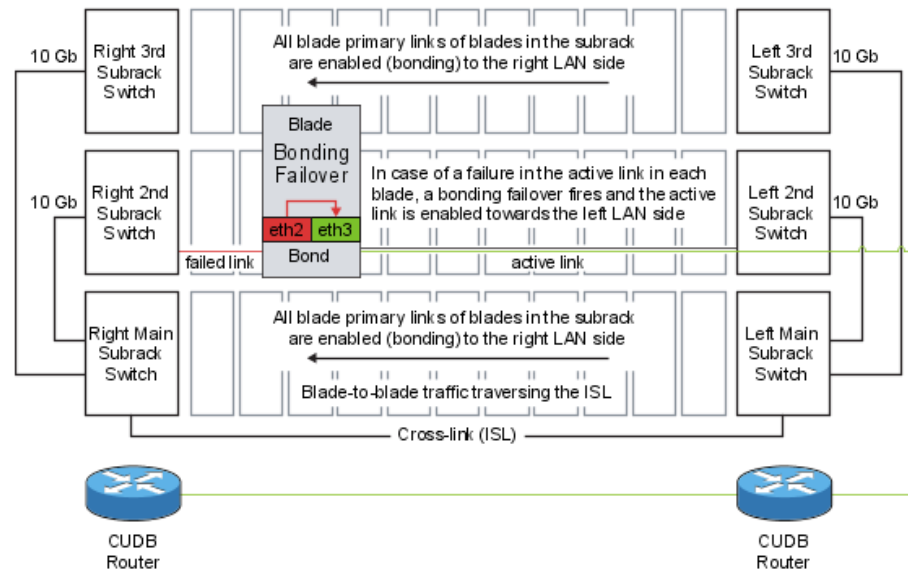 Right 3rd
Subrack
Switch
10 Gb
All blade primary links of blades in the subrack
are enabled (bonding) to the right LAN side
Left 3rd
Subrack
Switch
10 Gb
Blade
Bonding
Failover
eth2
eth3
Bond
Right 2nd
Subrack
Switch
10 Gb
In case of a failure in the active link in each
blade, a bonding failover fires and the active
link is enabled towards the left LAN side
Left 2nd
Subrack
Switch
10 Gb
failed link
active link
Right Main
Subrack
Switch
All blade primary links of blades in the subrack
are enabled (bonding) to the right LAN side
Blade-to-blade traffic traversing the ISL
Left Main
Subrack
Switch
Cross-link (ISL)
CUDB
Router
CUDB
Router